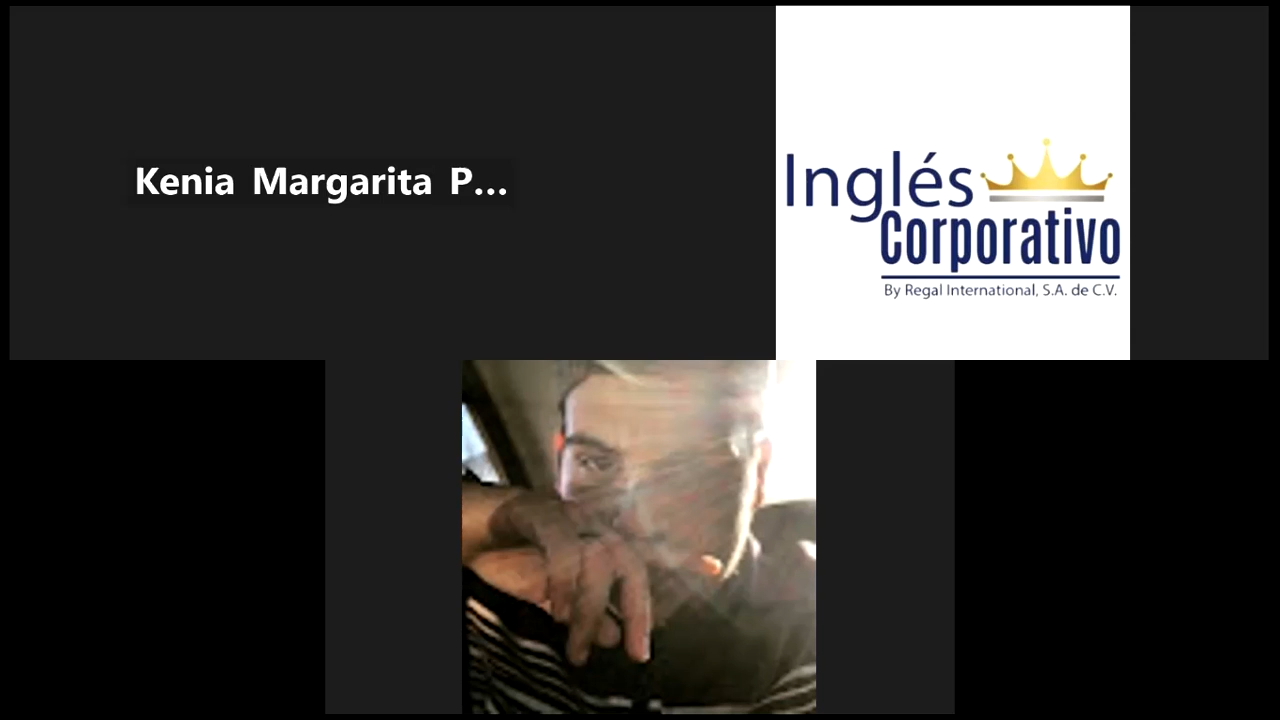 Kenia Margarita P...
Inglés
Corporativo
By Regal International, S.A. de C.V.